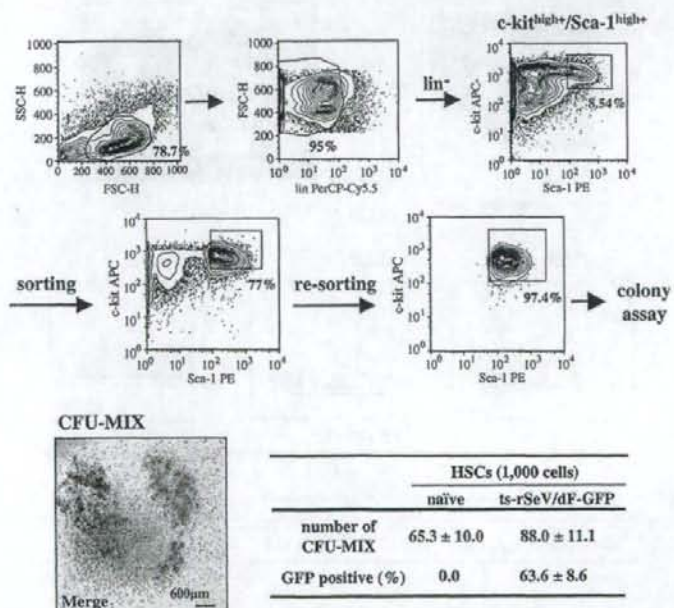 c-kit^high+/Sca-1^high+
1000
800
600
400
200
0
SSC-H
78.7%
0 200 400 600 800 1000
FSC-H
1000
800
600
400
200
0
FSC-H
95%
10^0 10^1 10^2 10^3 10^4
lin PerCP-Cy5.5
lin-
10^4
10^3
10^2
10^1
10^0
c-kit APC
8.54%
10^0 10^1 10^2 10^3 10^4
Sca-1 PE
sorting
10^4
10^3
10^2
10^1
10^0
c-kit APC
77%
10^0 10^1 10^2 10^3 10^4
Sca-1 PE
re-sorting
10^4
10^3
10^2
10^1
10^0
c-kit APC
97.4%
10^0 10^1 10^2 10^3 10^4
Sca-1 PE
colony
assay
CFU-MIX
Merge 600µm
HSCs (1,000 cells)
naïve ts-rSeV/dF-GFP
number of
CFU-MIX 65.3 ± 10.0 88.0 ± 11.1
GFP positive (%) 0.0 63.6 ± 8.6